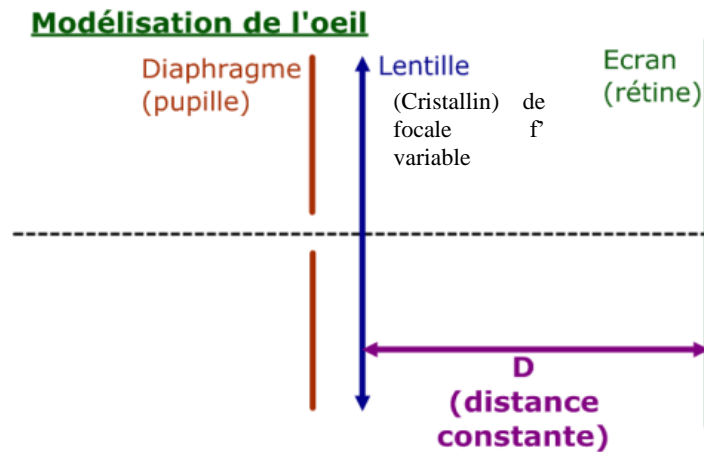 Modélisation de l'oeil
Diaphragme
(pupille)
Lentille
(Cristallin) de
focale f'
variable
Ecran
(rétine)
D
(distance
constante)